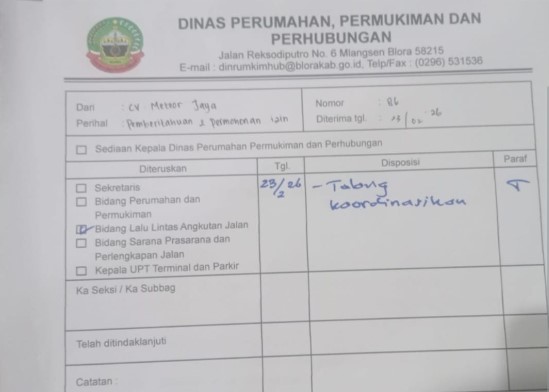 DINAS PERUMAHAN, PERMUKIMAN DAN
PERHUBUNGAN
Jalan Reksodiputro No. 6 Mlangsen Blora 58215
E-mail : dinrumkimhub@blorakab.go.id, Telp/Fax : (0296) 531538
Dari : CV Meteor Jaya
Nomor : 86
Perihal : Pemberitahuan & Permohonan Izin
Diterima tgl. : / 02 - 26
Sediaan Kepala Dinas Perumahan Permukiman dan Perhubungan
Diteruskan Tgl. Disposisi Paraf
Sekretaris 23/26 - Tolong
2
Bidang Perumahan dan koordinasikan
Permukiman
Bidang Lalu Lintas Angkutan Jalan
Bidang Sarana Prasarana dan
Perlengkapan Jalan
Kepala UPT Terminal dan Parkir
Ka Seksi / Ka Subbag
Telah ditindaklanjuti
Catatan :